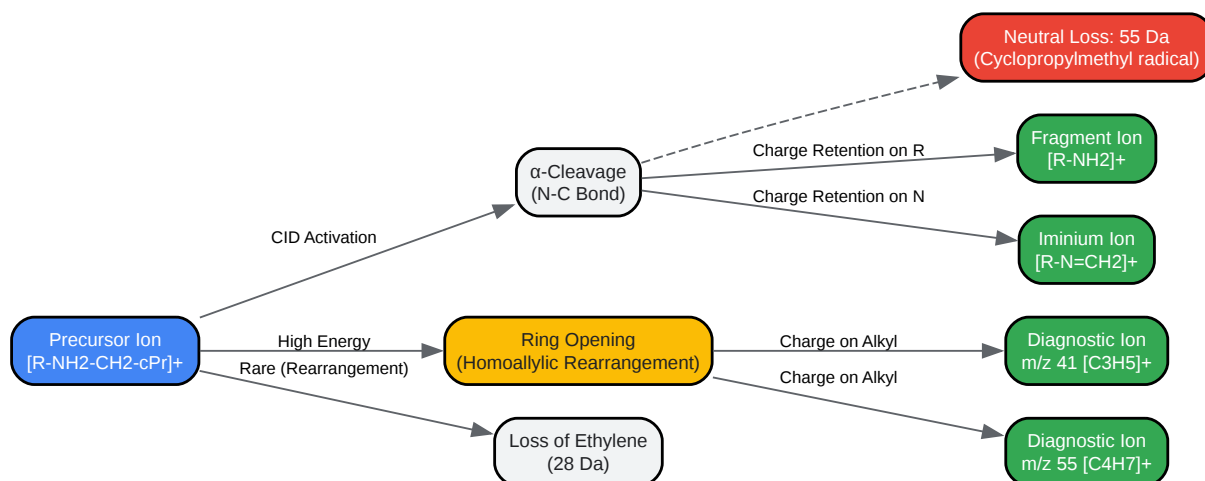 Neutral Loss: 55 Da
(Cyclopropylmethyl radical)
Fragment Ion
[R-NH2]+
Charge Retention on R
α-Cleavage
(N-C Bond)
Charge Retention on N
Iminium Ion
[R-N=CH2]+
CID Activation
Precursor Ion
[R-NH2-CH2-cPr]+
High Energy
Rare (Rearrangement)
Ring Opening
(Homoallylic Rearrangement)
Charge on Alkyl
Charge on Alkyl
Diagnostic Ion
m/z 41 [C3H5]+
Loss of Ethylene
(28 Da)
Diagnostic Ion
m/z 55 [C4H7]+